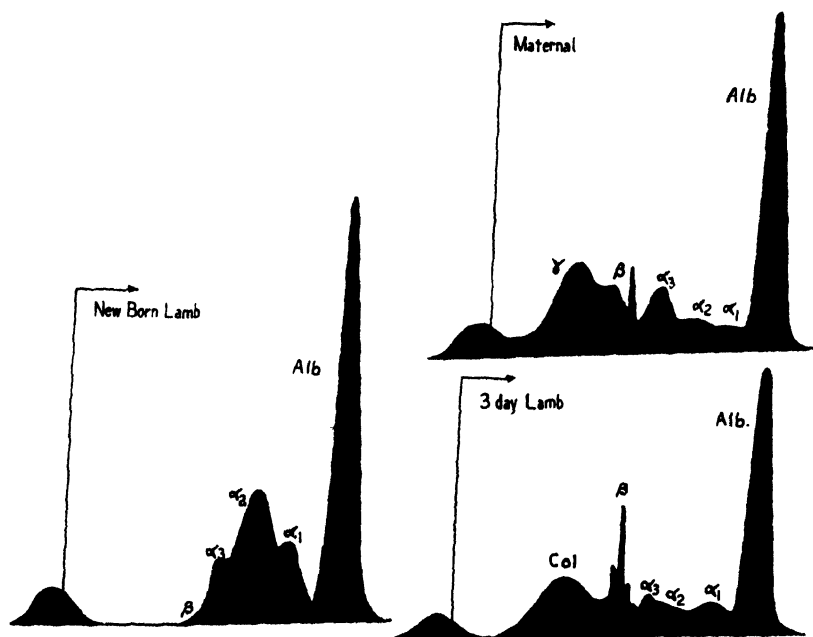 Maternal
Alb
γ
β
α₃
α₂
α₁
New Born Lamb
Alb
α₂
α₃
α₁
β
3 day Lamb
Alb.
β
Col
α₃
α₂
α₁